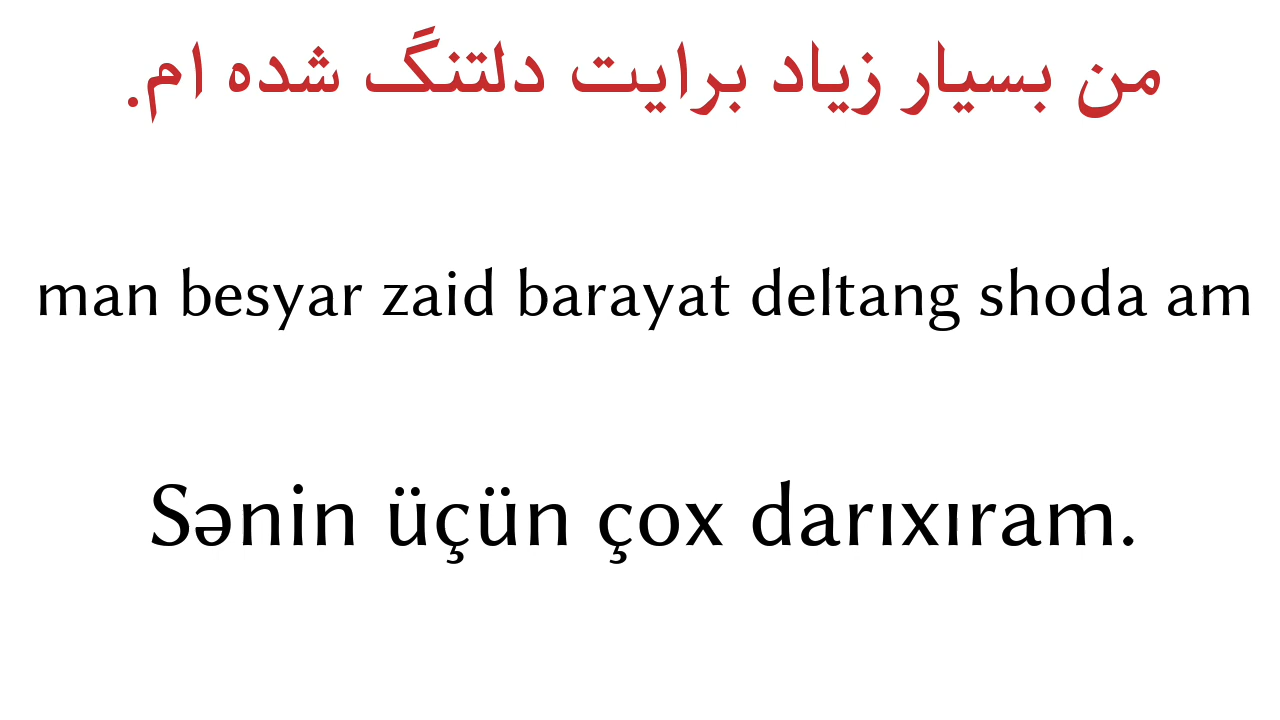 من بسیار زیاد برایت دلتنگ شده ام.
man besyar zaid barayat deltang shoda am
Sənin üçün çox darıxıram.